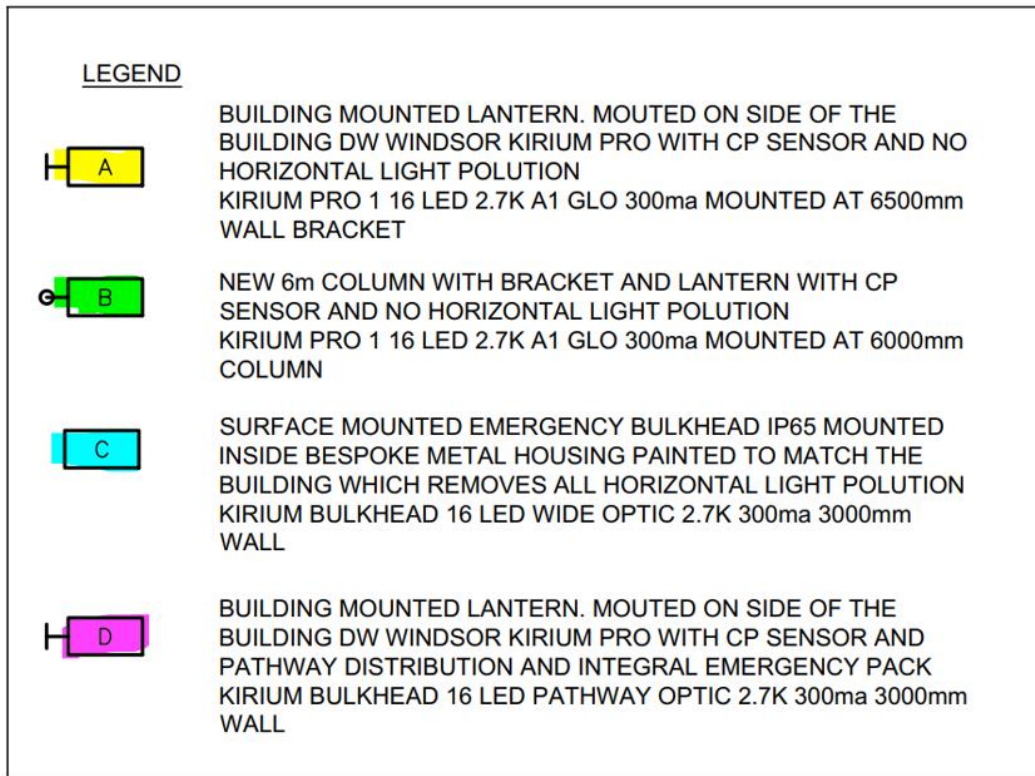 LEGEND
A
BUILDING MOUNTED LANTERN. MOUTED ON SIDE OF THE
BUILDING DW WINDSOR KIRIUM PRO WITH CP SENSOR AND NO
HORIZONTAL LIGHT POLUTION
KIRIUM PRO 1 16 LED 2.7K A1 GLO 300ma MOUNTED AT 6500mm
WALL BRACKET
B
NEW 6m COLUMN WITH BRACKET AND LANTERN WITH CP
SENSOR AND NO HORIZONTAL LIGHT POLUTION
KIRIUM PRO 1 16 LED 2.7K A1 GLO 300ma MOUNTED AT 6000mm
COLUMN
C
SURFACE MOUNTED EMERGENCY BULKHEAD IP65 MOUNTED
INSIDE BESPOKE METAL HOUSING PAINTED TO MATCH THE
BUILDING WHICH REMOVES ALL HORIZONTAL LIGHT POLUTION
KIRIUM BULKHEAD 16 LED WIDE OPTIC 2.7K 300ma 3000mm
WALL
D
BUILDING MOUNTED LANTERN. MOUTED ON SIDE OF THE
BUILDING DW WINDSOR KIRIUM PRO WITH CP SENSOR AND
PATHWAY DISTRIBUTION AND INTEGRAL EMERGENCY PACK
KIRIUM BULKHEAD 16 LED PATHWAY OPTIC 2.7K 300ma 3000mm
WALL